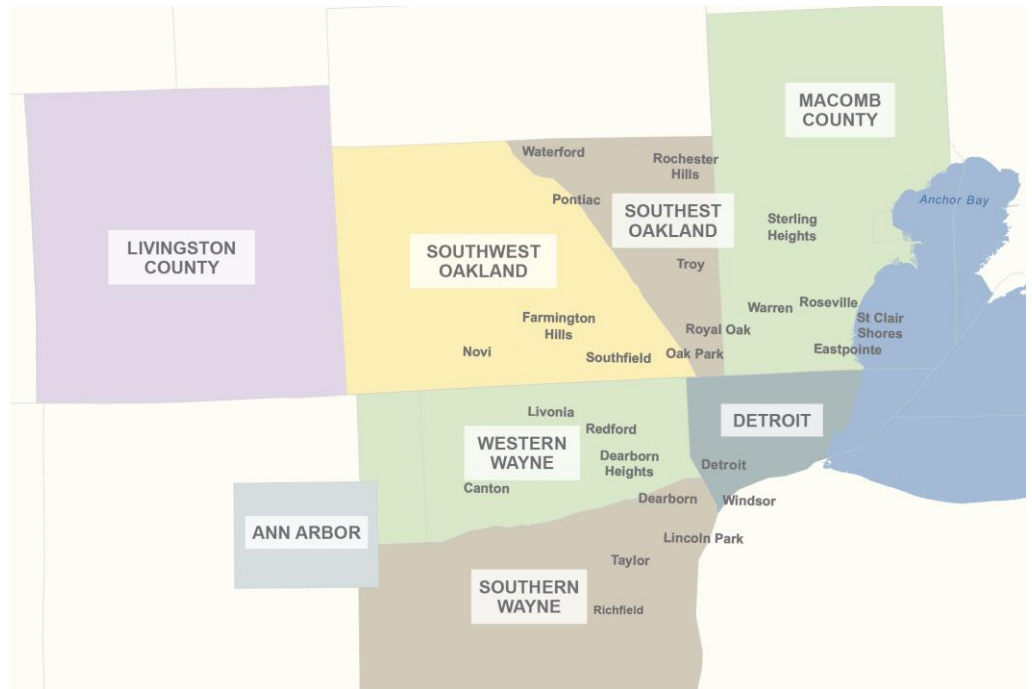 MACOMB
COUNTY
Waterford
Rochester
Hills
Pontiac
Anchor Bay
SOUTHEST
OAKLAND
Sterling
Heights
LIVINGSTON
COUNTY
SOUTHWEST
OAKLAND
Troy
Warren
Roseville
Farmington
Hills
St Clair
Shores
Royal Oak
Novi
Southfield
Oak Park
Eastpointe
Livonia
Redford
DETROIT
WESTERN
WAYNE
Dearborn
Heights
Detroit
Canton
Dearborn
Windsor
ANN ARBOR
Lincoln Park
Taylor
SOUTHERN
WAYNE
Richfield